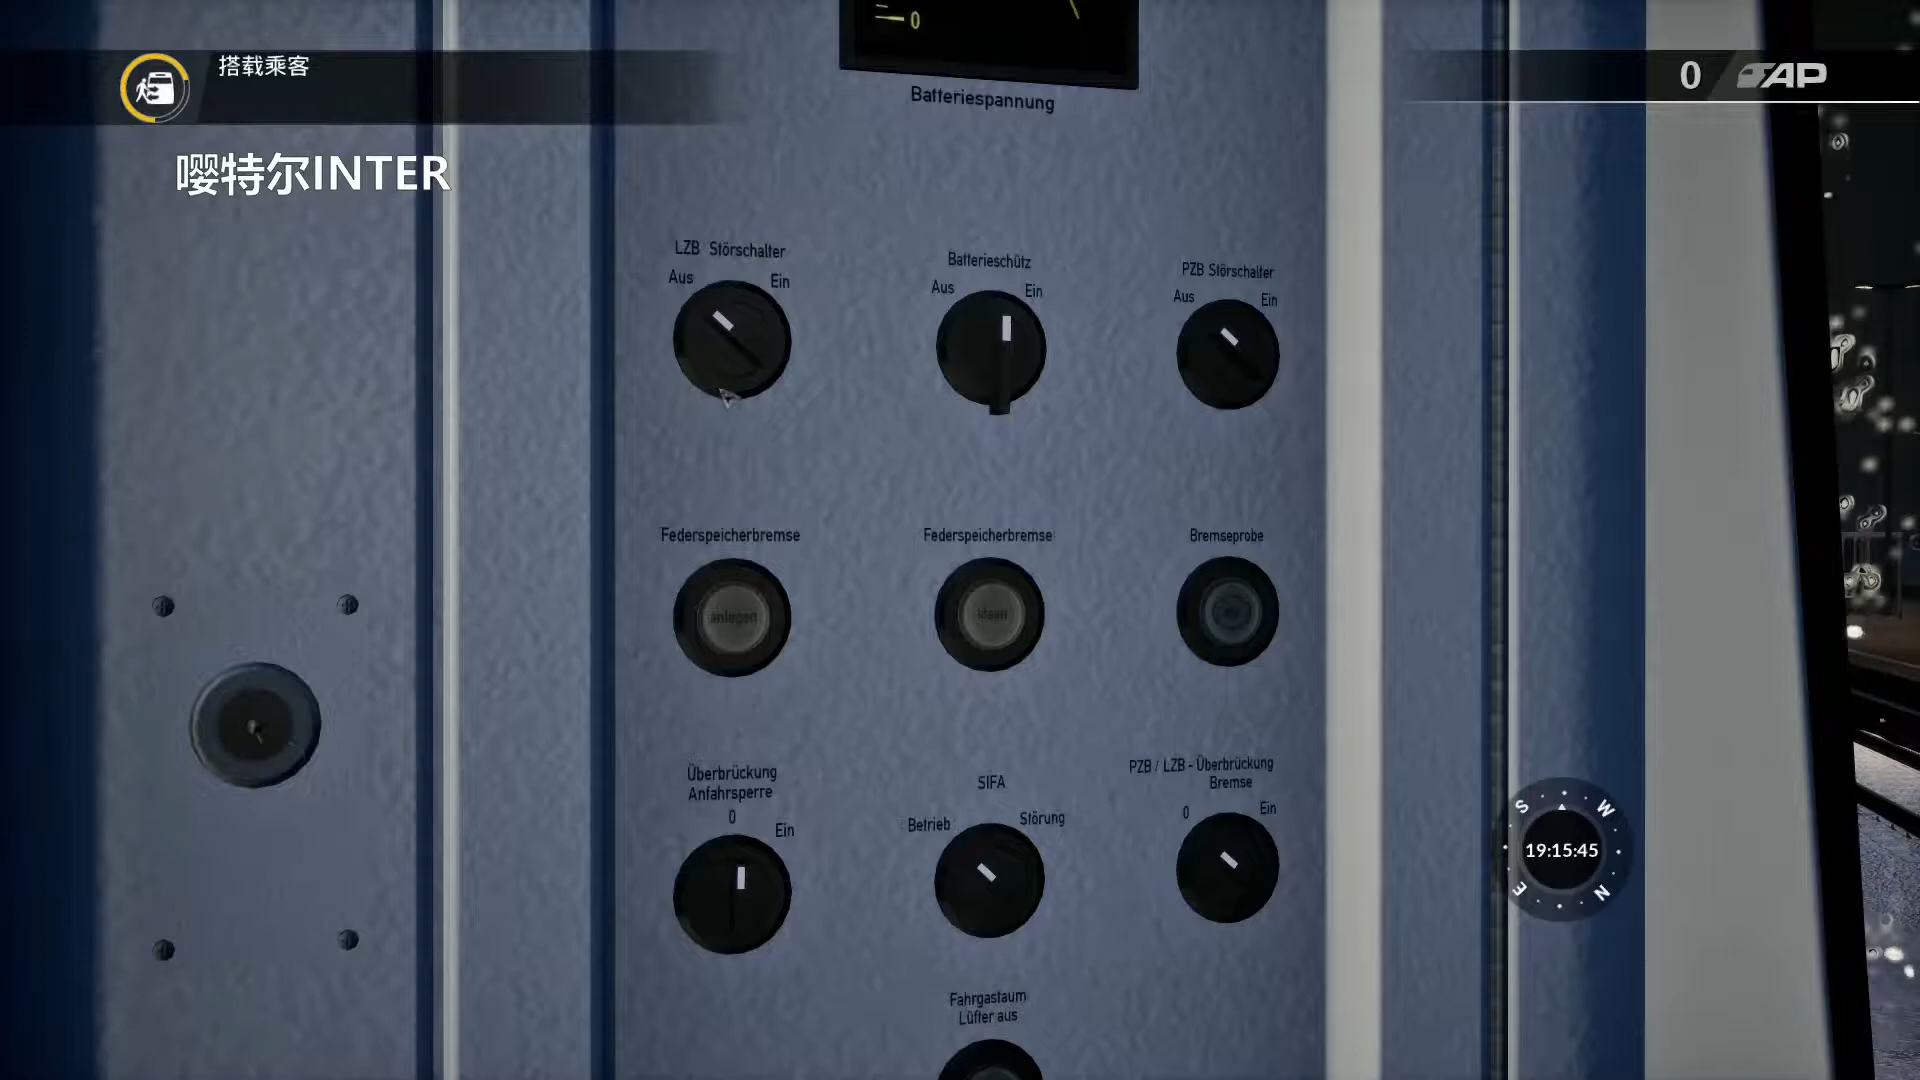 0
搭载乘客
0 AP
Batteriespannung
嘤特尔INTER
LZB Störschalter
Aus Ein
Batterieschütz
Aus Ein
PZB Störschalter
Aus Ein
Federspeicherbremse
Federspeicherbremse
Bremseprobe
anlegen
lösen
Überbrückung
Anfahrsperre
0 Ein
SIFA
Betrieb Störung
PZB / LZB - Überbrückung
Bremse
0 Ein
S W
19:15:45
E N
Fahrgastaum
Lüfter aus